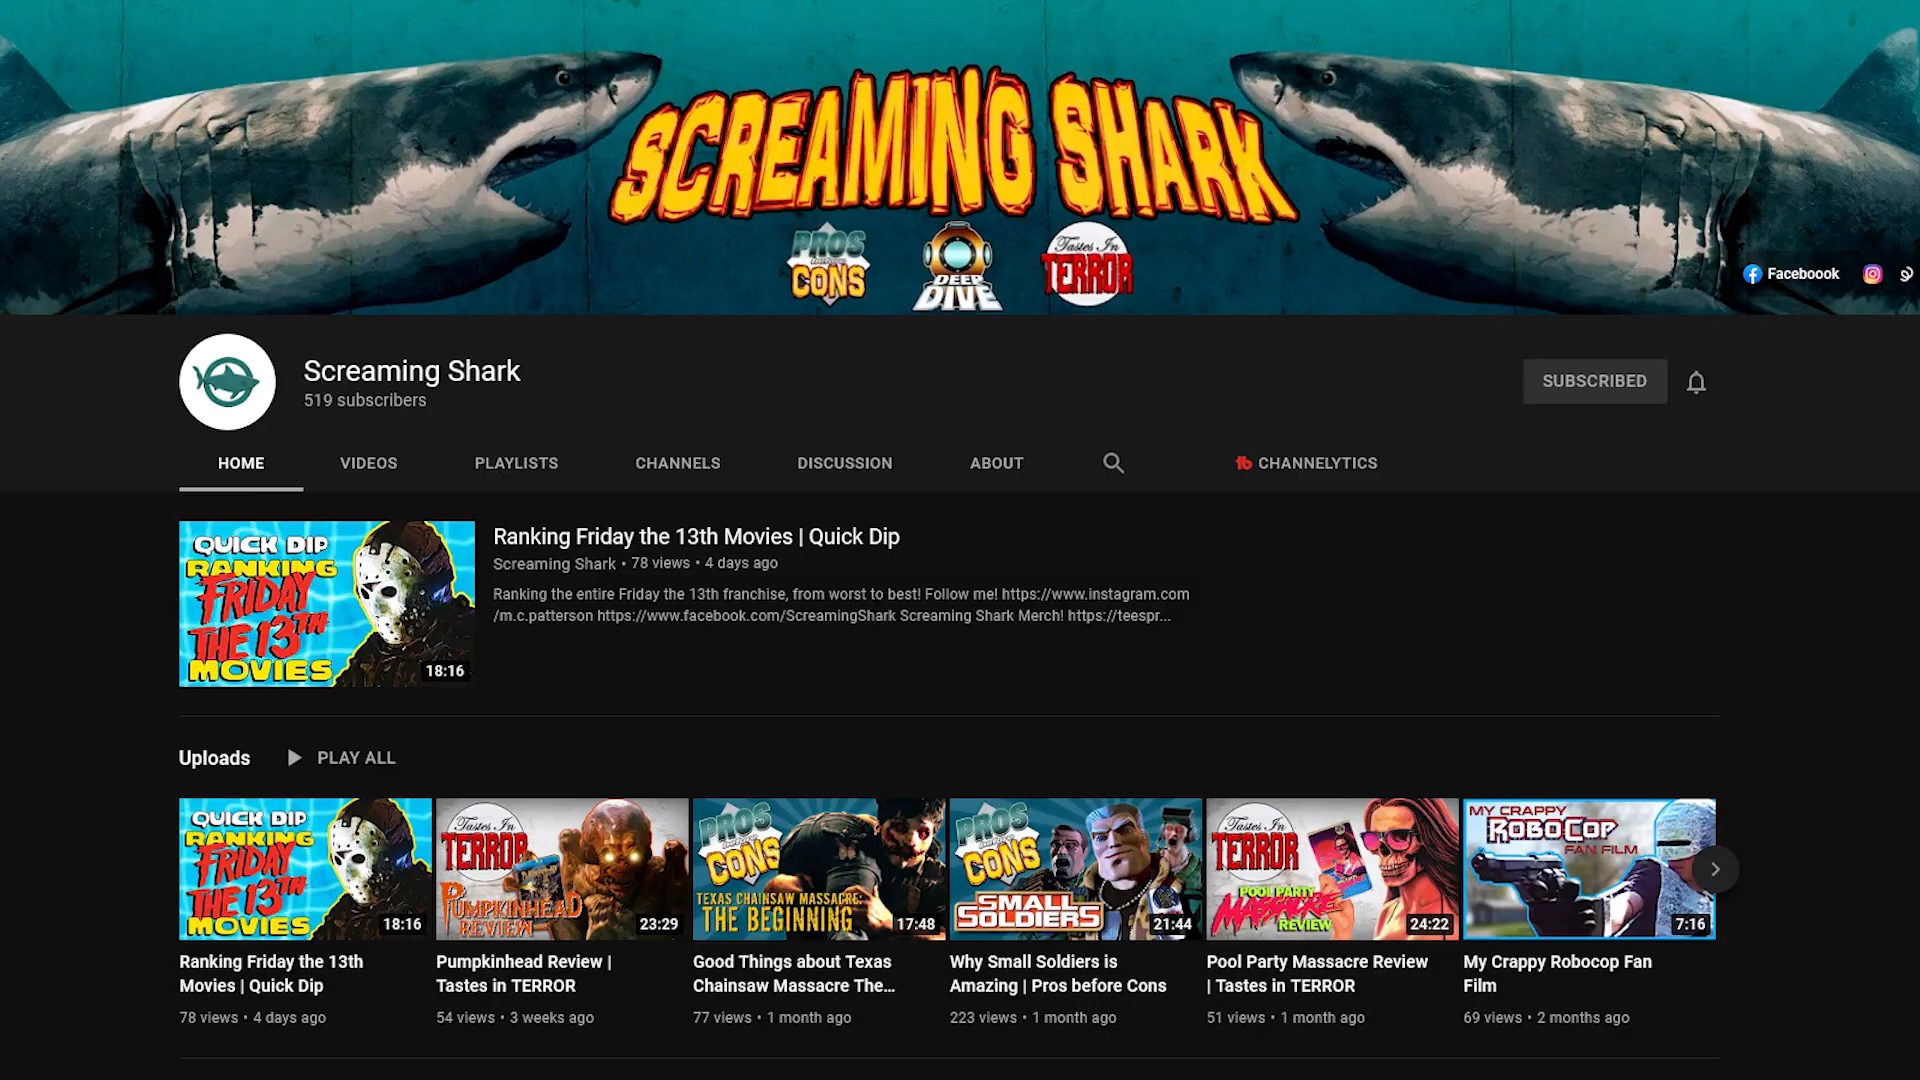 SCREAMING SHARK
PROS
before
CONS
DEEP
DIVE
Tastes In
TERROR
Faceboook
Screaming Shark
519 subscribers
SUBSCRIBED
HOME
VIDEOS
PLAYLISTS
CHANNELS
DISCUSSION
ABOUT
CHANNELYTICS
QUICK DIP
RANKING
FRIDAY
THE 13TH
MOVIES
18:16
Ranking Friday the 13th Movies | Quick Dip
Screaming Shark • 78 views • 4 days ago
Ranking the entire Friday the 13th franchise, from worst to best! Follow me! https://www.instagram.com
/m.c.patterson https://www.facebook.com/ScreamingShark Screaming Shark Merch! https://teespr...
Uploads
PLAY ALL
QUICK DIP
RANKING
FRIDAY
THE 13TH
MOVIES
18:16
Ranking Friday the 13th
Movies | Quick Dip
78 views • 4 days ago
Tastes In
TERROR
PUMPKINHEAD
REVIEW
23:29
Pumpkinhead Review |
Tastes in TERROR
54 views • 3 weeks ago
PROS
before
CONS
TEXAS CHAINSAW MASSACRE:
THE BEGINNING
17:48
Good Things about Texas
Chainsaw Massacre The...
77 views • 1 month ago
PROS
before
CONS
SMALL
SOLDIERS
21:44
Why Small Soldiers is
Amazing | Pros before Cons
223 views • 1 month ago
Tastes In
TERROR
POOL PARTY
MASSACRE
REVIEW
24:22
Pool Party Massacre Review
| Tastes in TERROR
51 views • 1 month ago
MY CRAPPY
ROBOCOP
FAN FILM
7:16
My Crappy Robocop Fan
Film
69 views • 2 months ago